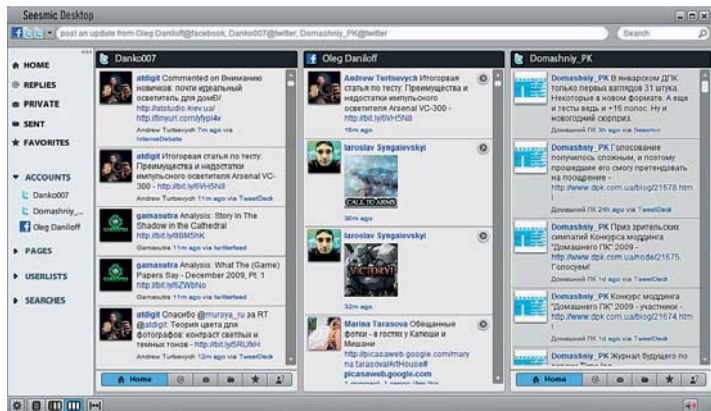 Seesmic Desktop
post an update from Oleg Daniloff@facebook, Danko007@twitter, Domashniy_PK@twitter
Search
HOME
REPLIES
PRIVATE
SENT
FAVORITES
ACCOUNTS
Danko007
Domashniy_...
Oleg Daniloff
PAGES
USERLISTS
SEARCHES
Danko007
atdigit Commented on Вниманию
новичков: почти идеальный
осветитель для дома!
http://atstudio.kiev.ua/ -
http://tinyurl.com/yfypl4v
Andrew Turtsevych 7m ago via
IntenseDebate
atdigit Итогорвая статья по тесту:
Преимущества и недостатки
импульсного осветителя Arsenal VC-
300 - http://bit.ly/6VH5N8
Andrew Turtsevych 11m ago via TweetDeck
gamasutra Analysis: Story In The
Shadow in the Cathedral
http://bit.ly/8BM5hK
Gamasutra 11m ago via twitterfeed
gamasutra Analysis: What The (Game)
Papers Say - December 2009, Pt. 1
http://bit.ly/6ZWbNo
Gamasutra 11m ago via twitterfeed
atdigit Спасибо @muraya_ru за RT
@atdigit: Теория цвета для
фотографов: контраст светлых и
темных тонов - http://bit.ly/5RLfkH
Andrew Turtsevych 12m ago via TweetDeck
Home
Oleg Daniloff
Andrew Turtsevych Итогорвая
статья по тесту: Преимущества и
недостатки импульсного
осветителя Arsenal VC-300 -
http://bit.ly/6VH5N8
16m ago
Iaroslav Syngaievskyi
CALL TO ARMS
30m ago
Iaroslav Syngaievskyi
VICTORY!
32m ago
Marina Tarasova Обещанные
фотки - в гостях у Катюши и
Мишани
http://picasaweb.google.com/mary
na.tarasova/ArtHouse#
picasaweb.google.com
Domashniy_PK
Domashniy_PK В январском ДПК
только первых взглядов 31 штука.
Некоторые в новом формате. А еще
и тесты ведь и +16 полос. Ну и
новогодний сюрприз.
Домашний ПК 3h ago via Seesmic
Domashniy_PK Голосование
получилось сложным, и поэтому
прошедшие его смогу претендовать
на поощрение -
http://www.dpk.com.ua/blog/21678.htm
l
Домашний ПК 24h ago via TweetDeck
Domashniy_PK Приз зрительских
симпатий Конкурса моддинга
"Домашнего ПК" 2009 -
http://www.dpk.com.ua/node/21675.
Голосуем!
Домашний ПК 1d ago via TweetDeck
Domashniy_PK Конкурс моддинга
"Домашнего ПК" 2009 - участники -
http://www.dpk.com.ua/blog/21674.htm
l
Домашний ПК 2d ago via TweetDeck
Domashniy_PK Журнал будущего по
Home